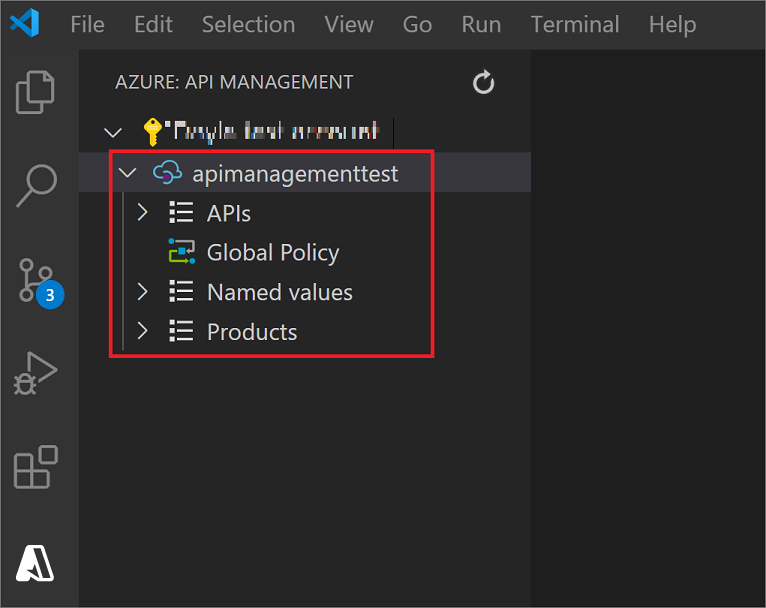 File Edit Selection View Go Run Terminal Help
AZURE: API MANAGEMENT
apimanagementtest
APIs
Global Policy
Named values
3
Products